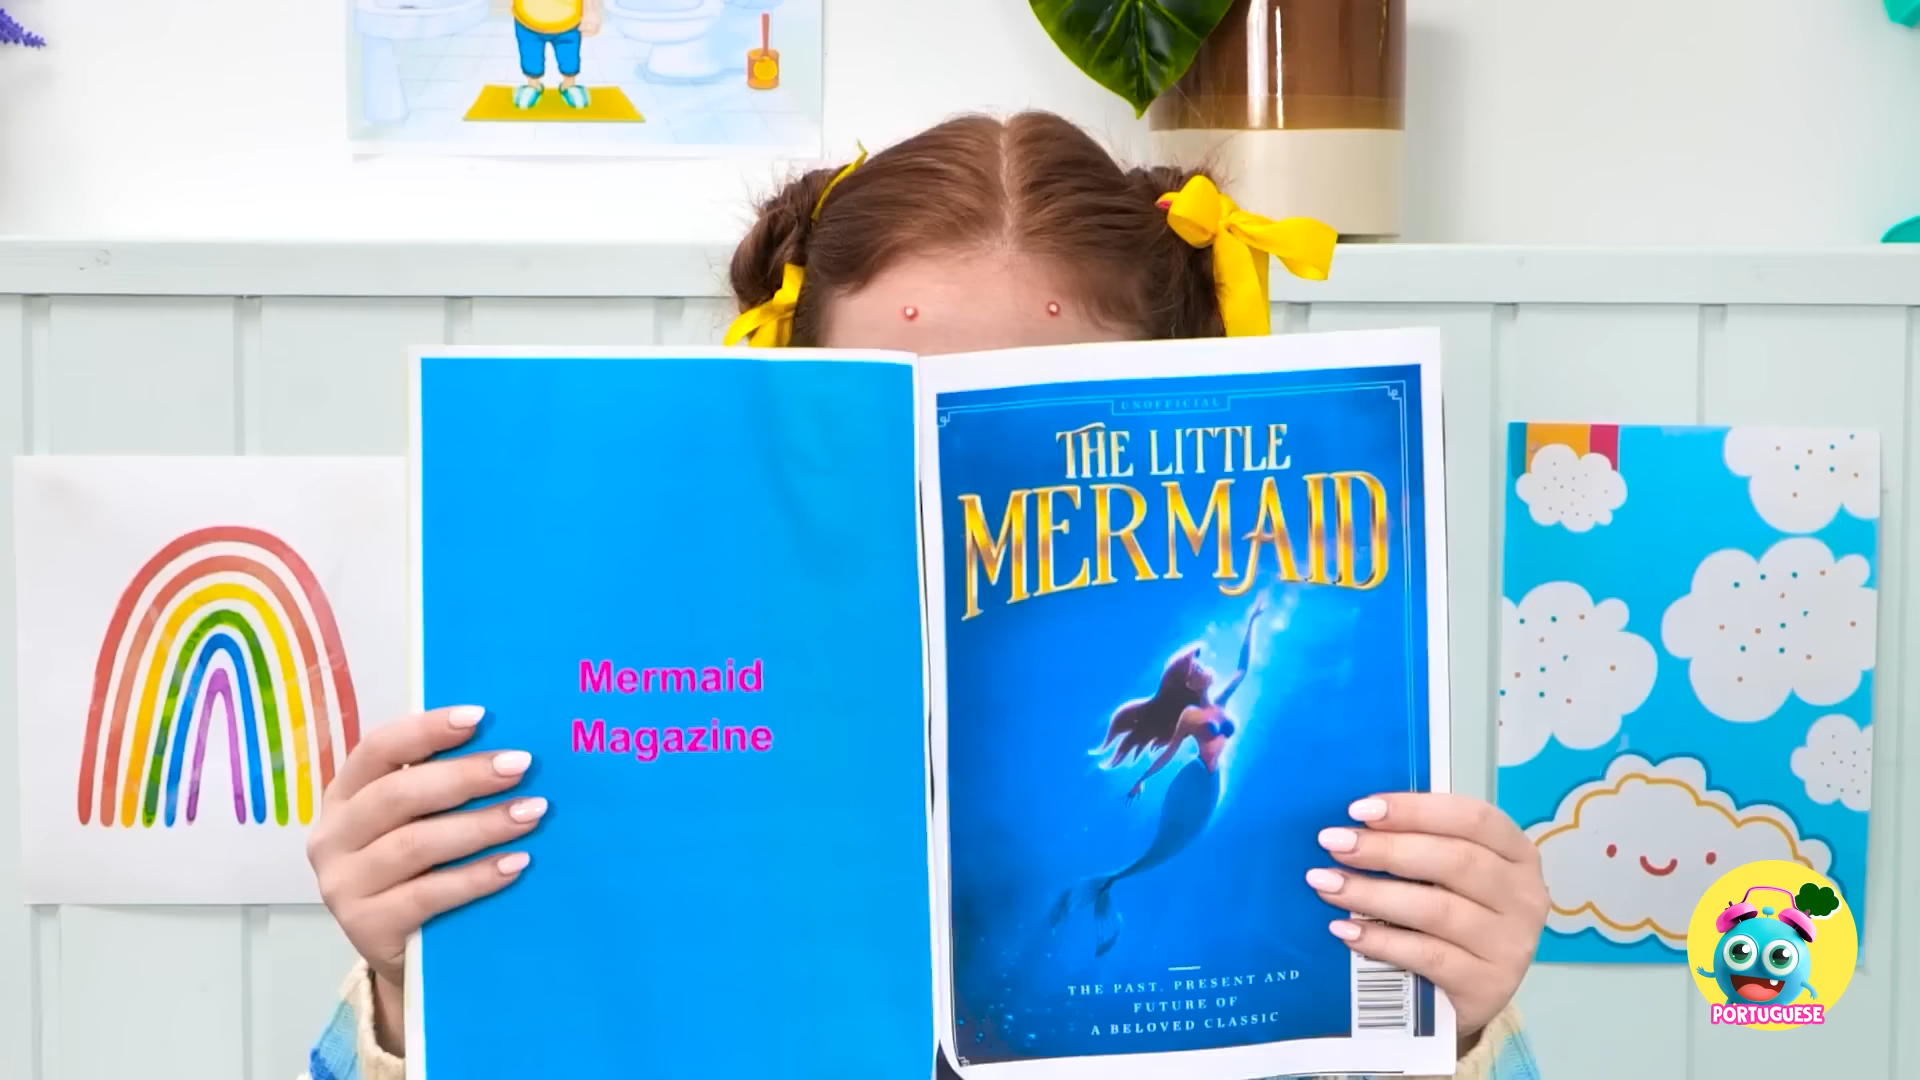 UNOFFICIAL
THE LITTLE
MERMAID
Mermaid
Magazine
THE PAST, PRESENT AND
FUTURE OF
A BELOVED CLASSIC
PORTUGUESE